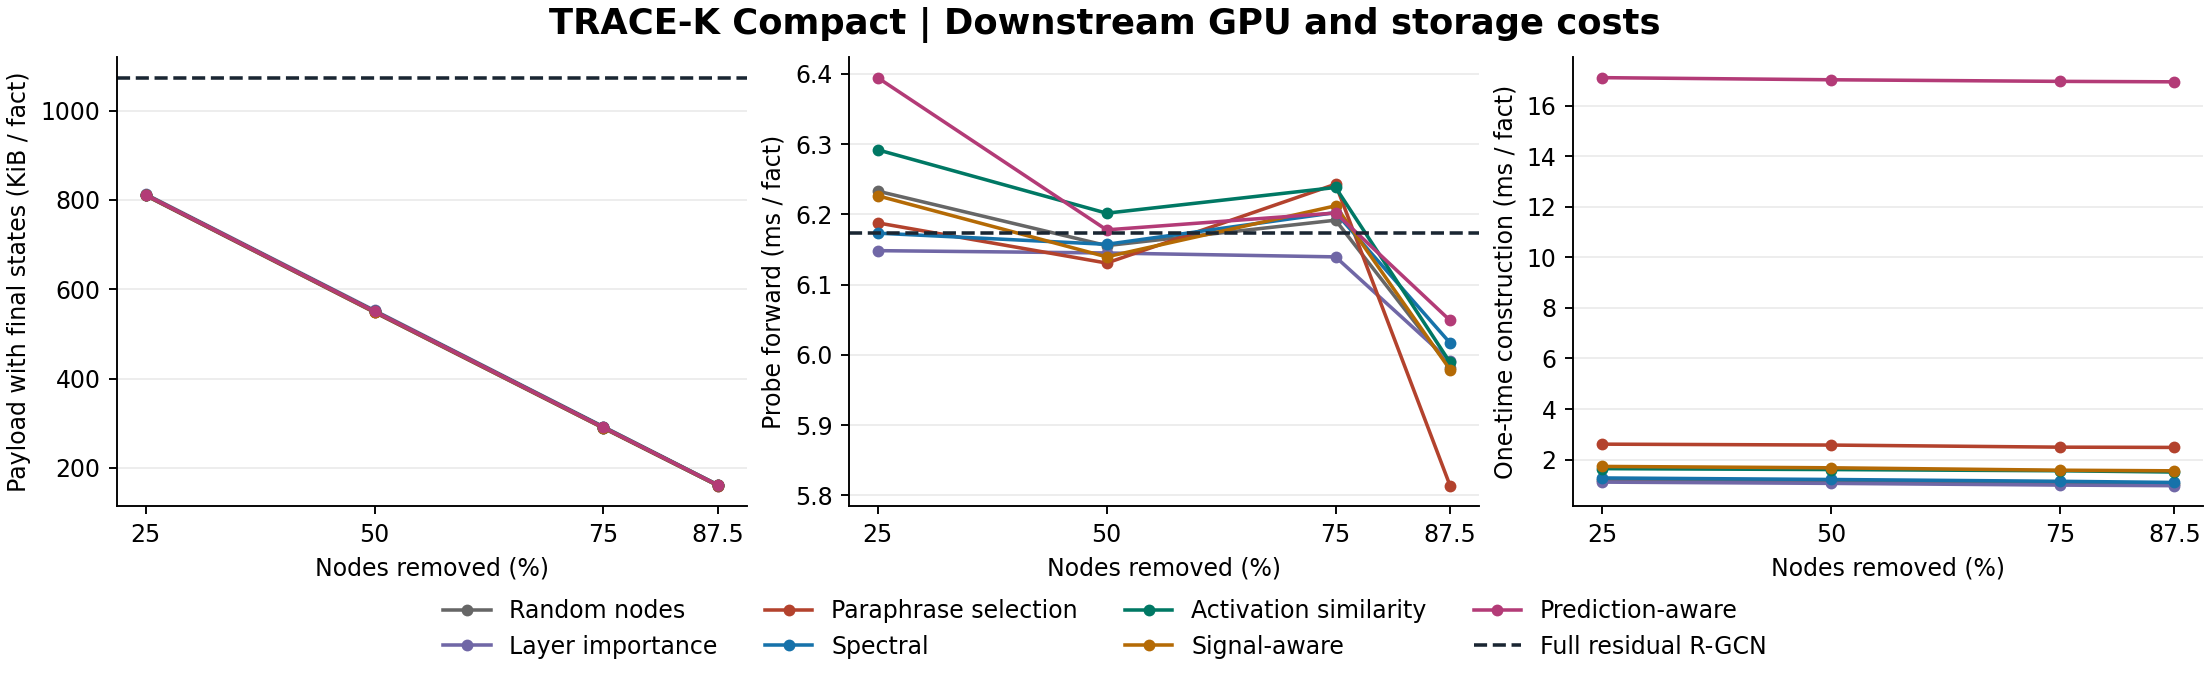 TRACE-K Compact | Downstream GPU and storage costs
Payload with final states (KiB / fact)
1000
800
600
400
200
25
50
75
87.5
Nodes removed (%)
Probe forward (ms / fact)
6.4
6.3
6.2
6.1
6.0
5.9
5.8
25
50
75
87.5
Nodes removed (%)
One-time construction (ms / fact)
16
14
12
10
8
6
4
2
25
50
75
87.5
Nodes removed (%)
Random nodes
Layer importance
Paraphrase selection
Spectral
Activation similarity
Signal-aware
Prediction-aware
Full residual R-GCN